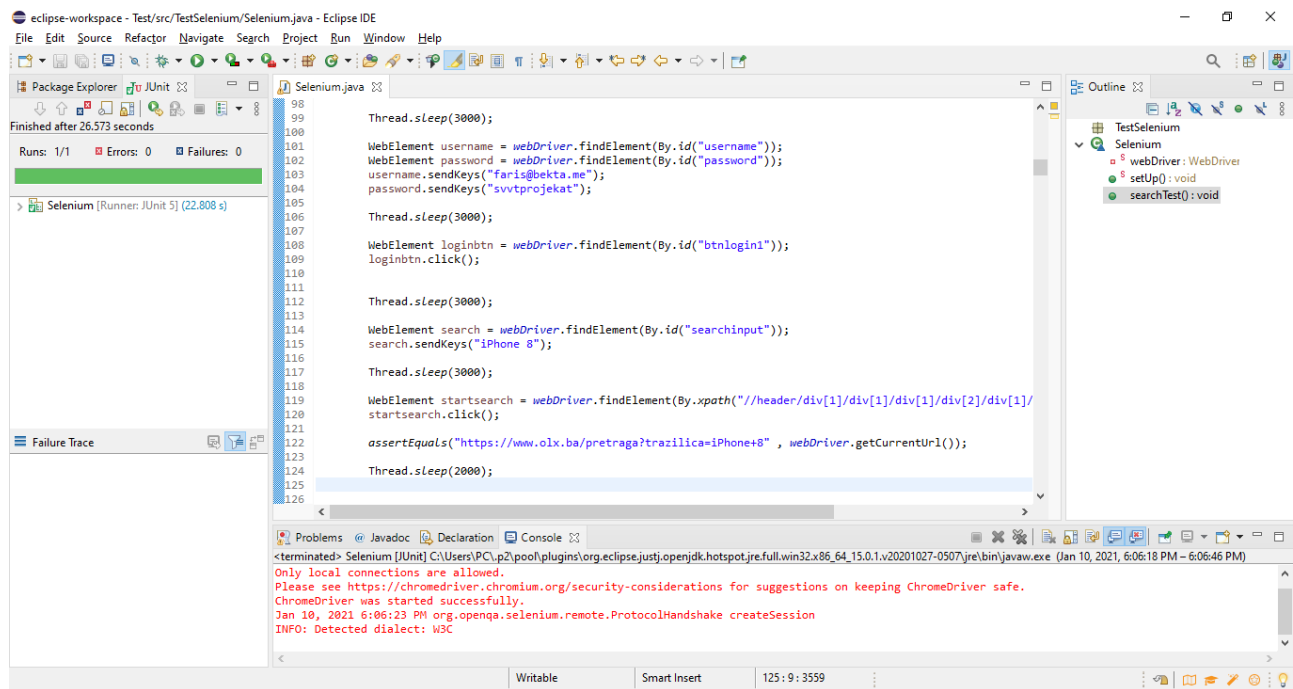 eclipse-workspace - Test/src/TestSelenium/Selenium.java - Eclipse IDE
File Edit Source Refactor Navigate Search Project Run Window Help
Package Explorer JUnit
Finished after 26.573 seconds
Runs: 1/1 Errors: 0 Failures: 0
Selenium [Runner: JUnit 5] (22.808 s)
Failure Trace
Selenium.java
98
99 Thread.sleep(3000);
100
101 WebElement username = webDriver.findElement(By.id("username"));
102 WebElement password = webDriver.findElement(By.id("password"));
103 username.sendKeys("faris@bekta.me");
104 password.sendKeys("svvtprojekat");
105
106 Thread.sleep(3000);
107
108 WebElement loginbtn = webDriver.findElement(By.id("btnlogin1"));
109 loginbtn.click();
110
111
112 Thread.sleep(3000);
113
114 WebElement search = webDriver.findElement(By.id("searchinput"));
115 search.sendKeys("iPhone 8");
116
117 Thread.sleep(3000);
118
119 WebElement startsearch = webDriver.findElement(By.xpath("//header/div[1]/div[1]/div[1]/div[2]/div[1]/
120 startsearch.click();
121
122 assertEquals("https://www.olx.ba/pretraga?trazilica=iPhone+8" , webDriver.getCurrentUrl());
123
124 Thread.sleep(2000);
125
126
Outline
TestSelenium
Selenium
webDriver : WebDriver
setUp() : void
searchTest() : void
Problems Javadoc Declaration Console
<terminated> Selenium [JUnit] C:\Users\PC\.p2\pool\plugins\org.eclipse.justj.openjdk.hotspot.jre.full.win32.x86_64_15.0.1.v20201027-0507\jre\bin\javaw.exe (Jan 10, 2021, 6:06:18 PM – 6:06:46 PM)
Only local connections are allowed.
Please see https://chromedriver.chromium.org/security-considerations for suggestions on keeping ChromeDriver safe.
ChromeDriver was started successfully.
Jan 10, 2021 6:06:23 PM org.openqa.selenium.remote.ProtocolHandshake createSession
INFO: Detected dialect: W3C
Writable Smart Insert 125 : 9 : 3559